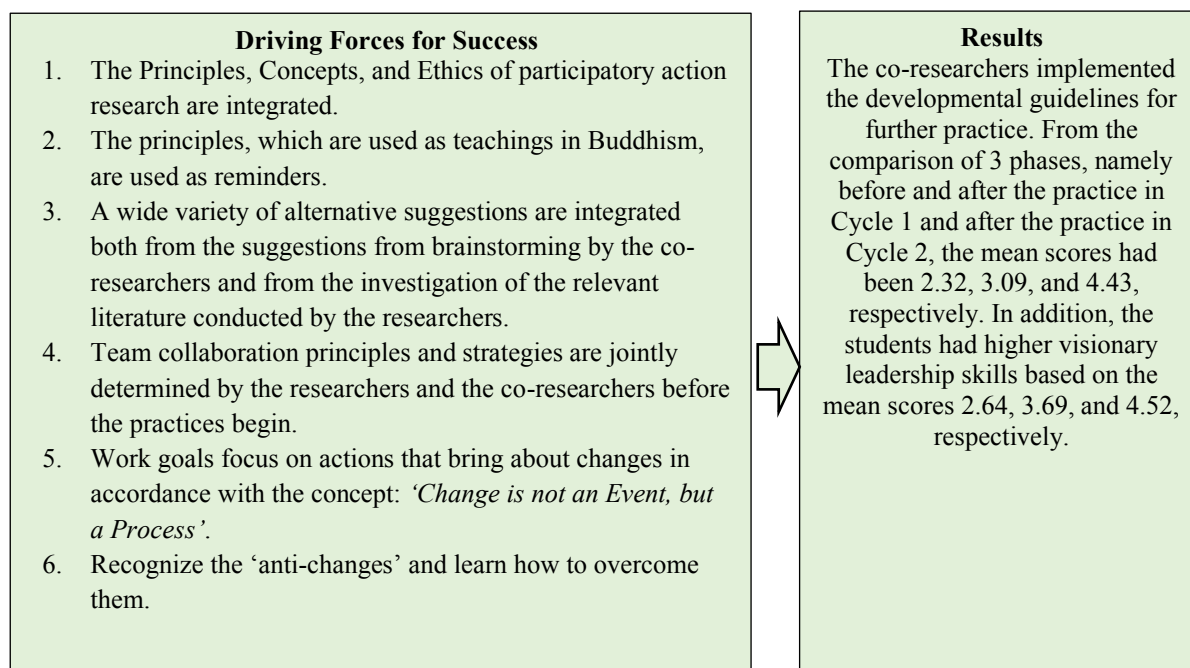 Driving Forces for Success
1. The Principles, Concepts, and Ethics of participatory action
research are integrated.
2. The principles, which are used as teachings in Buddhism,
are used as reminders.
3. A wide variety of alternative suggestions are integrated
both from the suggestions from brainstorming by the co-
researchers and from the investigation of the relevant
literature conducted by the researchers.
4. Team collaboration principles and strategies are jointly
determined by the researchers and the co-researchers before
the practices begin.
5. Work goals focus on actions that bring about changes in
accordance with the concept: ‘Change is not an Event, but
a Process’.
6. Recognize the ‘anti-changes’ and learn how to overcome
them.
Results
The co-researchers implemented
the developmental guidelines for
further practice. From the
comparison of 3 phases, namely
before and after the practice in
Cycle 1 and after the practice in
Cycle 2, the mean scores had
been 2.32, 3.09, and 4.43,
respectively. In addition, the
students had higher visionary
leadership skills based on the
mean scores 2.64, 3.69, and 4.52,
respectively.